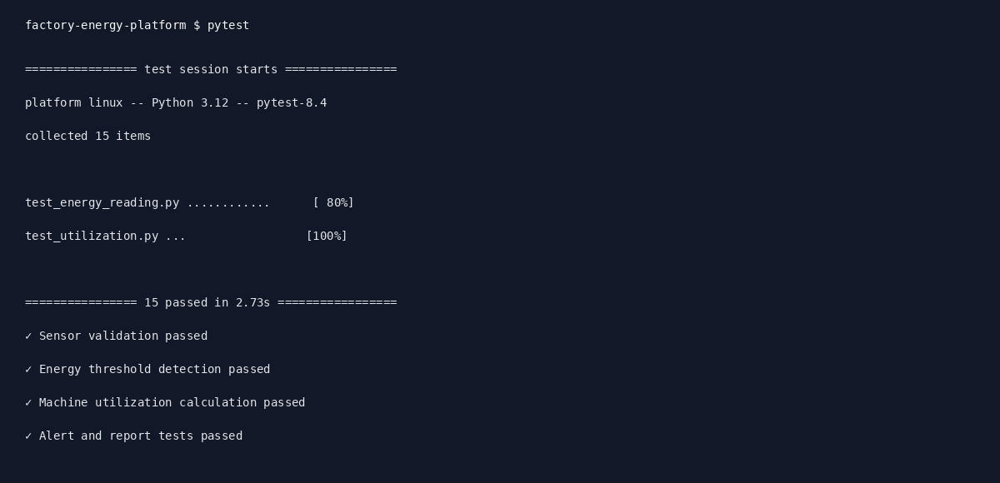 factory-energy-platform $ pytest
================ test session starts ================
platform linux -- Python 3.12 -- pytest-8.4
collected 15 items
test_energy_reading.py ............      [ 80%]
test_utilization.py ...                 [100%]
================ 15 passed in 2.73s =================
✓ Sensor validation passed
✓ Energy threshold detection passed
✓ Machine utilization calculation passed
✓ Alert and report tests passed